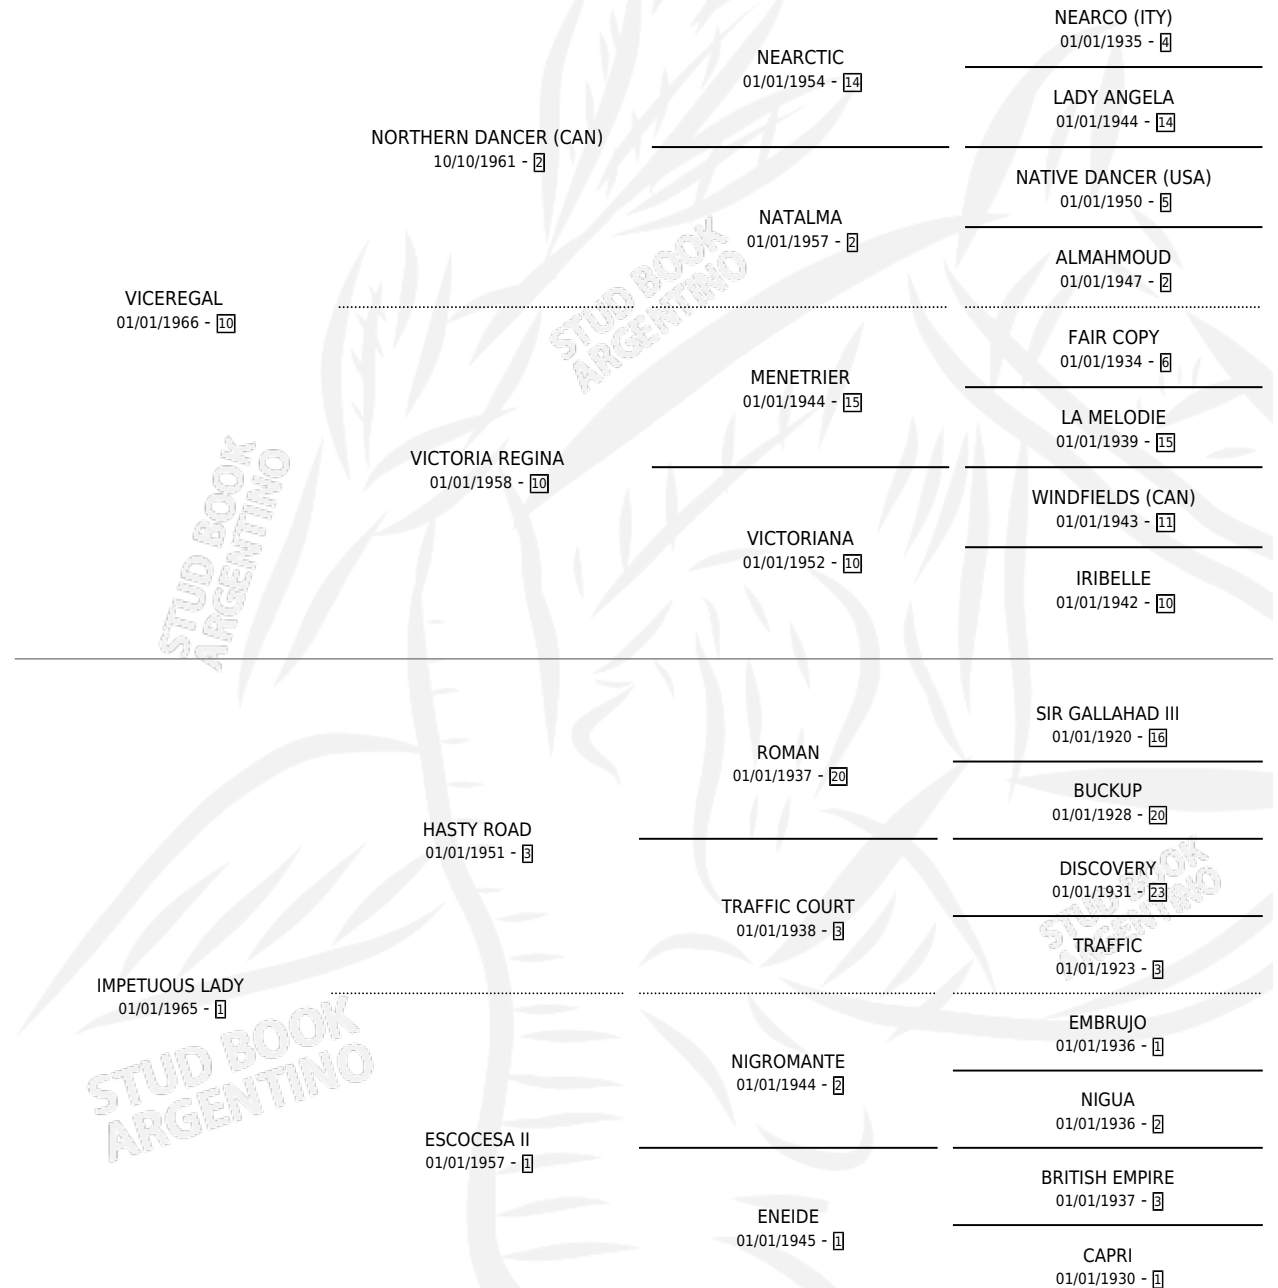 NEARCO (ITY)
01/01/1935 - 4
NEARCTIC
01/01/1954 - 14
LADY ANGELA
01/01/1944 - 14
NORTHERN DANCER (CAN)
10/10/1961 - 2
NATIVE DANCER (USA)
01/01/1950 - 5
NATALMA
01/01/1957 - 2
ALMAHMOUD
01/01/1947 - 2
VICEREGAL
01/01/1966 - 10
FAIR COPY
01/01/1934 - 6
MENETRIER
01/01/1944 - 15
LA MELODIE
01/01/1939 - 15
VICTORIA REGINA
01/01/1958 - 10
WINDFIELDS (CAN)
01/01/1943 - 11
VICTORIANA
01/01/1952 - 10
IRIBELLE
01/01/1942 - 10
STUD BOOK
ARGENTINO
STUD BOOK
ARGENTINO
SIR GALLAHAD III
01/01/1920 - 16
ROMAN
01/01/1937 - 20
BUCKUP
01/01/1928 - 20
HASTY ROAD
01/01/1951 - 3
DISCOVERY
01/01/1931 - 23
TRAFFIC COURT
01/01/1938 - 3
TRAFFIC
01/01/1923 - 3
STUD BOOK
ARGENTINO
IMPETUOUS LADY
01/01/1965 - 1
EMBRUJO
01/01/1936 - 1
NIGROMANTE
01/01/1944 - 2
NIGUA
01/01/1936 - 2
STUD BOOK
ARGENTINO
ESCOCESA II
01/01/1957 - 1
BRITISH EMPIRE
01/01/1937 - 3
ENEIDE
01/01/1945 - 1
CAPRI
01/01/1930 - 1